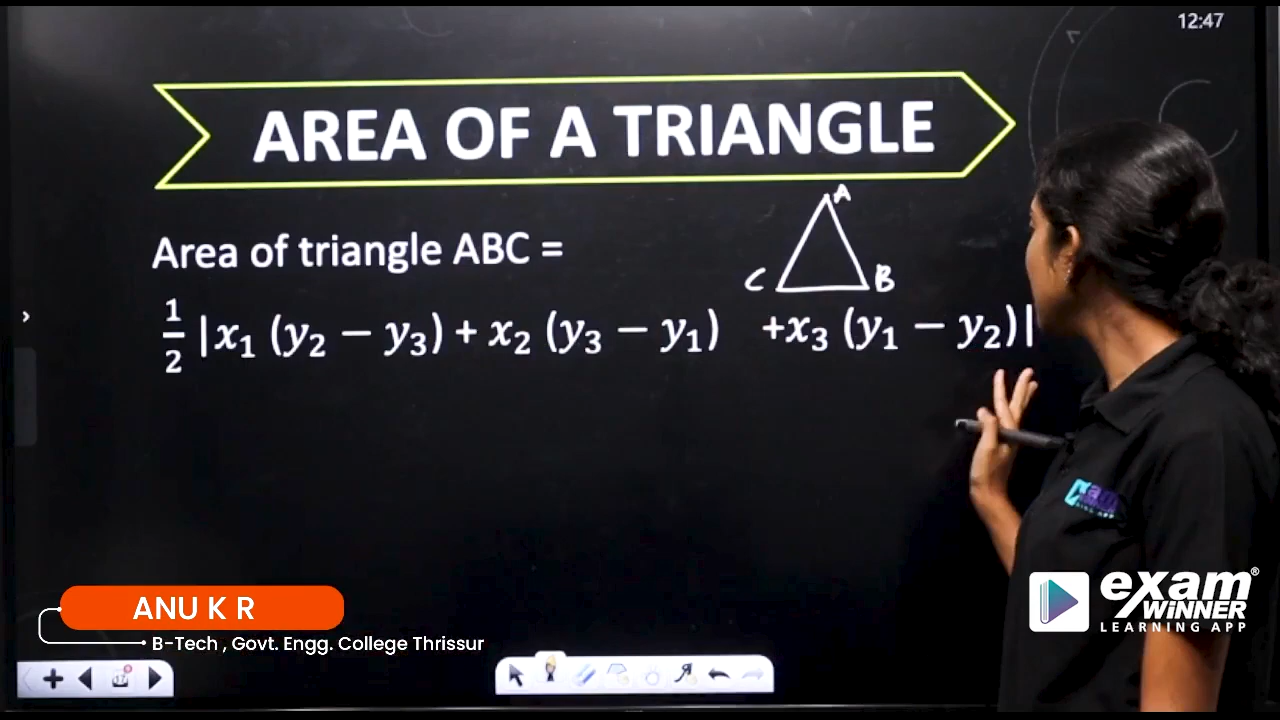 12:47
AREA OF A TRIANGLE
A
Area of triangle ABC =
C B
1/2 |x₁ (y₂ − y₃) + x₂ (y₃ − y₁) +x₃ (y₁ − y₂)|
exam
WiNNER®
LEARNING APP
ANU K R
B-Tech , Govt. Engg. College Thrissur